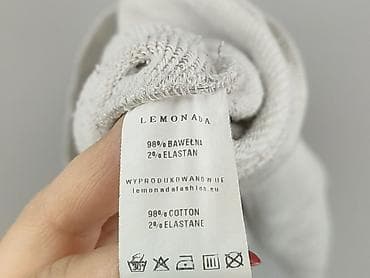 LEMONADA
98% BAWEŁNA
2% ELASTAN
WYPRODUKOWANO W UE
lemonadafashion.eu
98% COTTON
2% ELASTANE